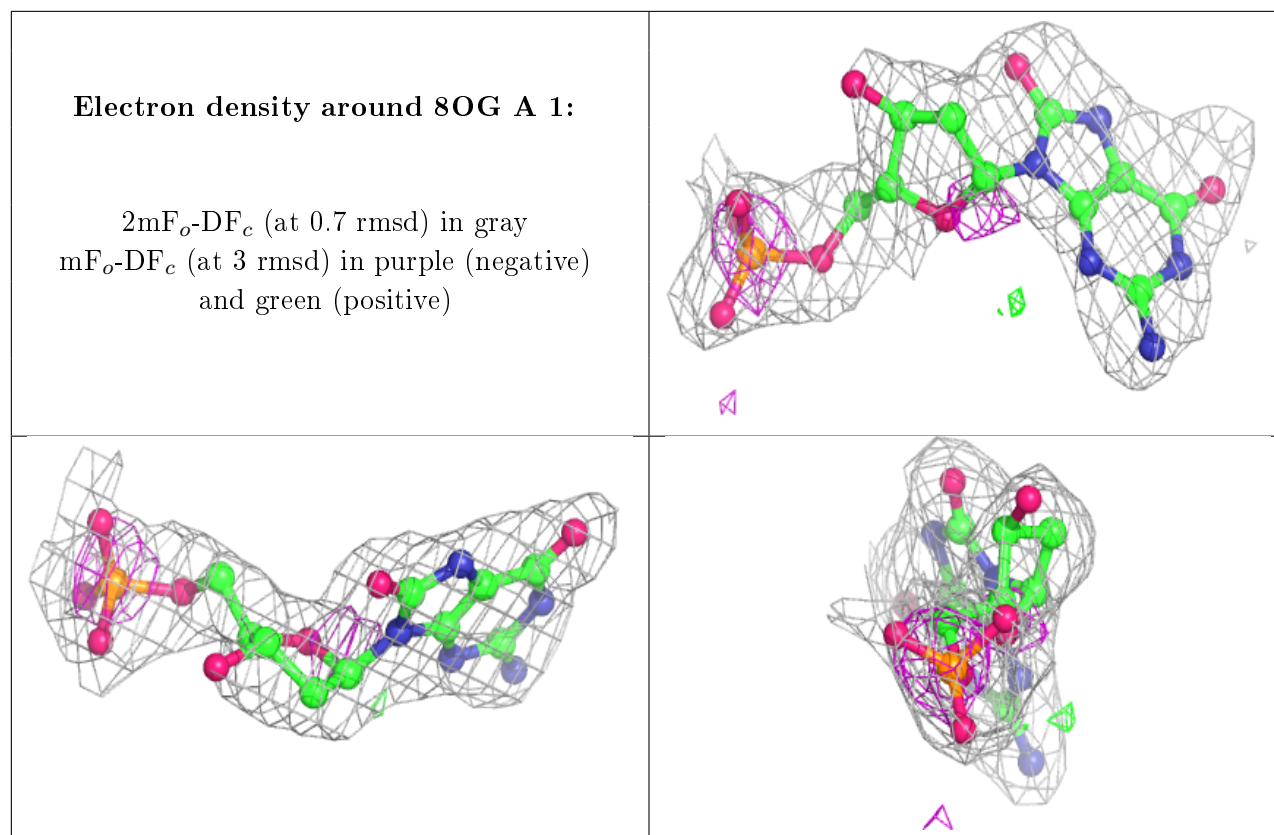 Electron density around 8OG A 1:
2mFo-DFc (at 0.7 rmsd) in gray
mFo-DFc (at 3 rmsd) in purple (negative)
and green (positive)